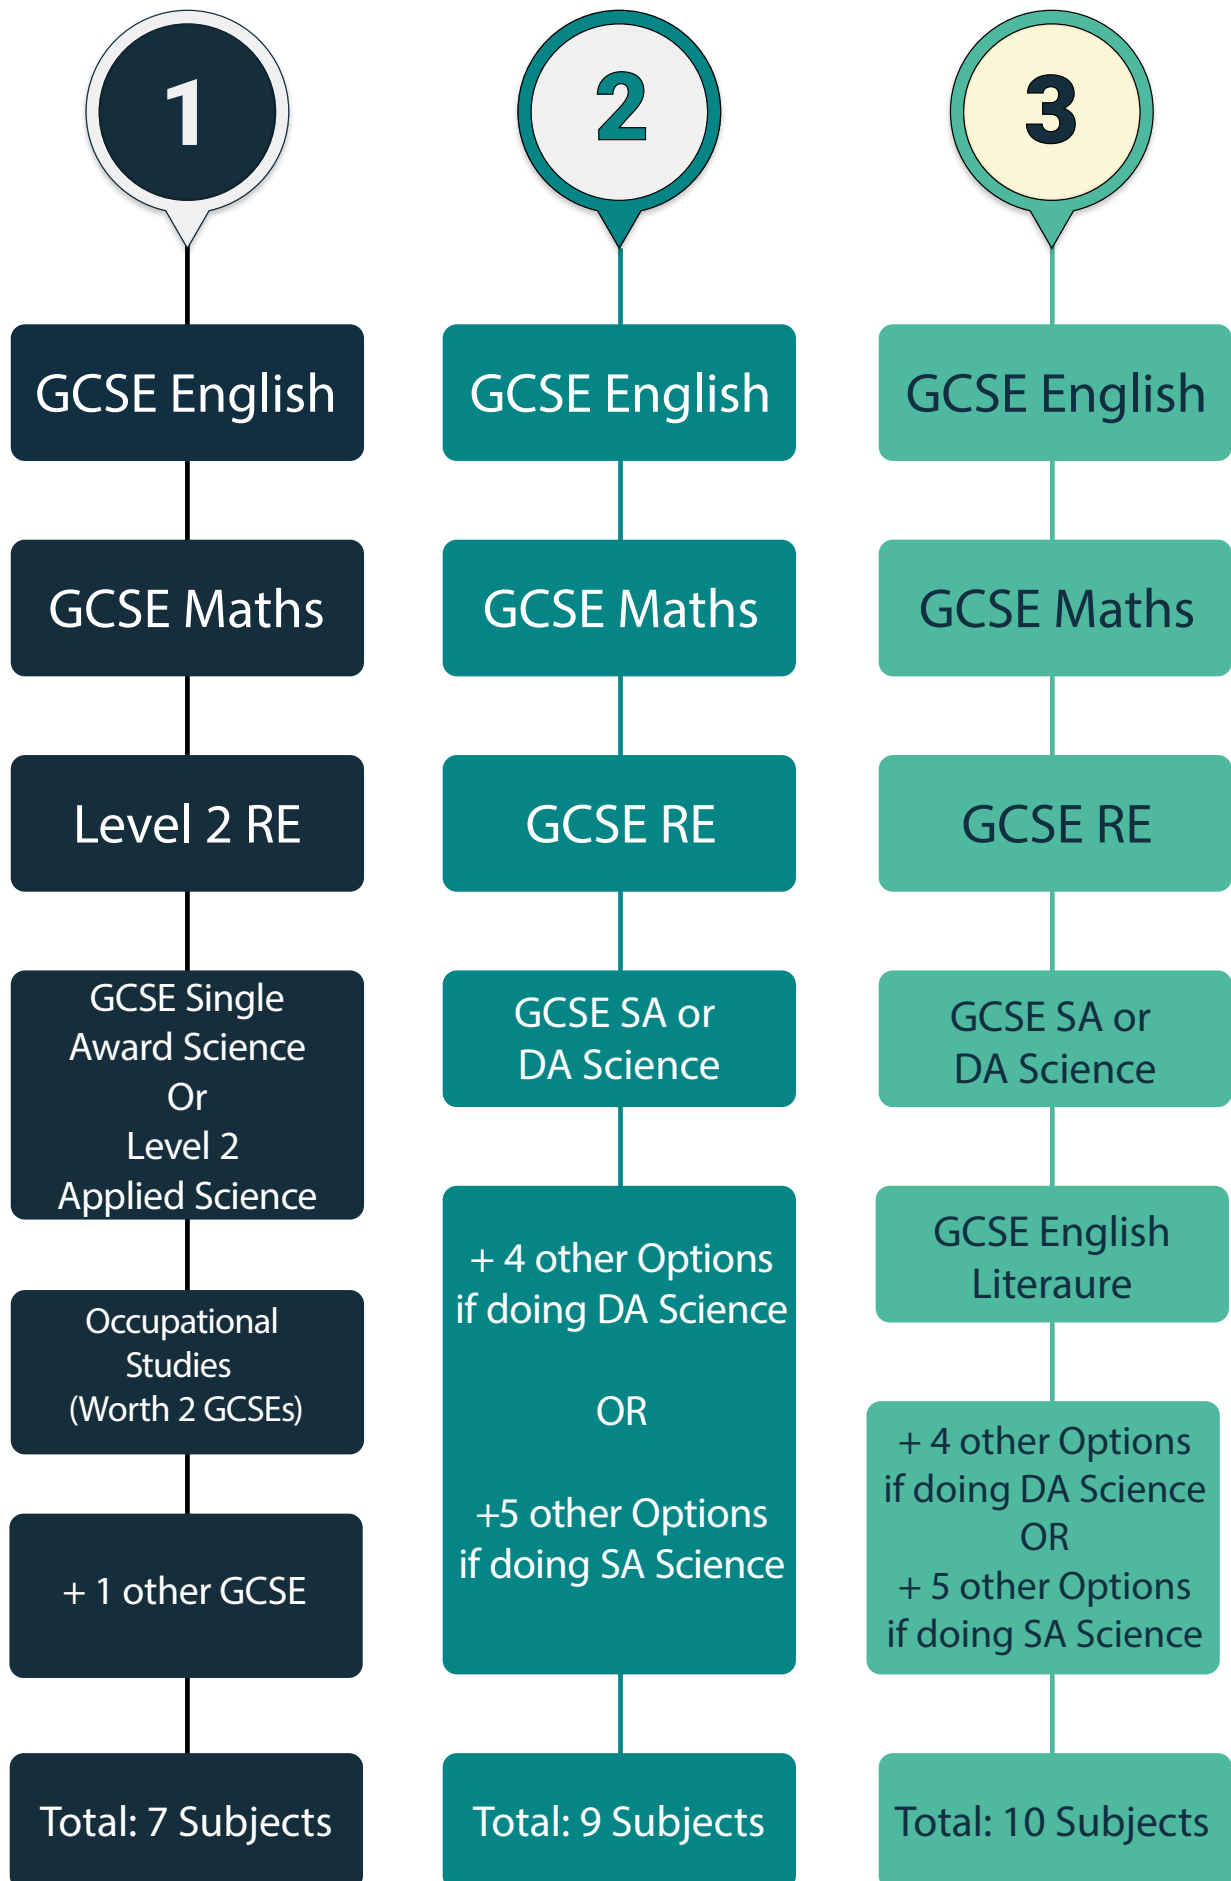 1
GCSE English
GCSE Maths
Level 2 RE
GCSE Single
Award Science
Or
Level 2
Applied Science
Occupational
Studies
(Worth 2 GCSEs)
+ 1 other GCSE
Total: 7 Subjects
2
GCSE English
GCSE Maths
GCSE RE
GCSE SA or
DA Science
+ 4 other Options
if doing DA Science
OR
+5 other Options
if doing SA Science
Total: 9 Subjects
3
GCSE English
GCSE Maths
GCSE RE
GCSE SA or
DA Science
GCSE English
Literaure
+ 4 other Options
if doing DA Science
OR
+ 5 other Options
if doing SA Science
Total: 10 Subjects